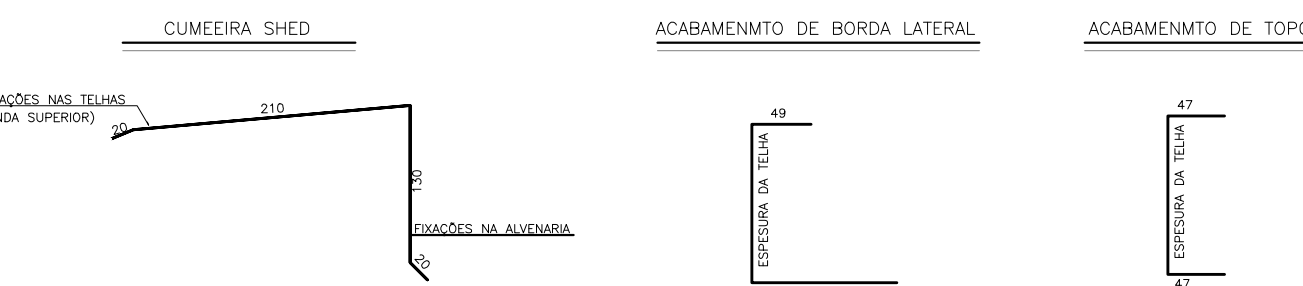 CUMEEIRA SHED
AÇÕES NAS TELHAS
NDA SUPERIOR)
20
210
130
FIXAÇÕES NA ALVENARIA
20
ACABAMENMTO DE BORDA LATERAL
49
ESPESURA DA TELHA
ACABAMENMTO DE TOPO
47
ESPESURA DA TELHA
47